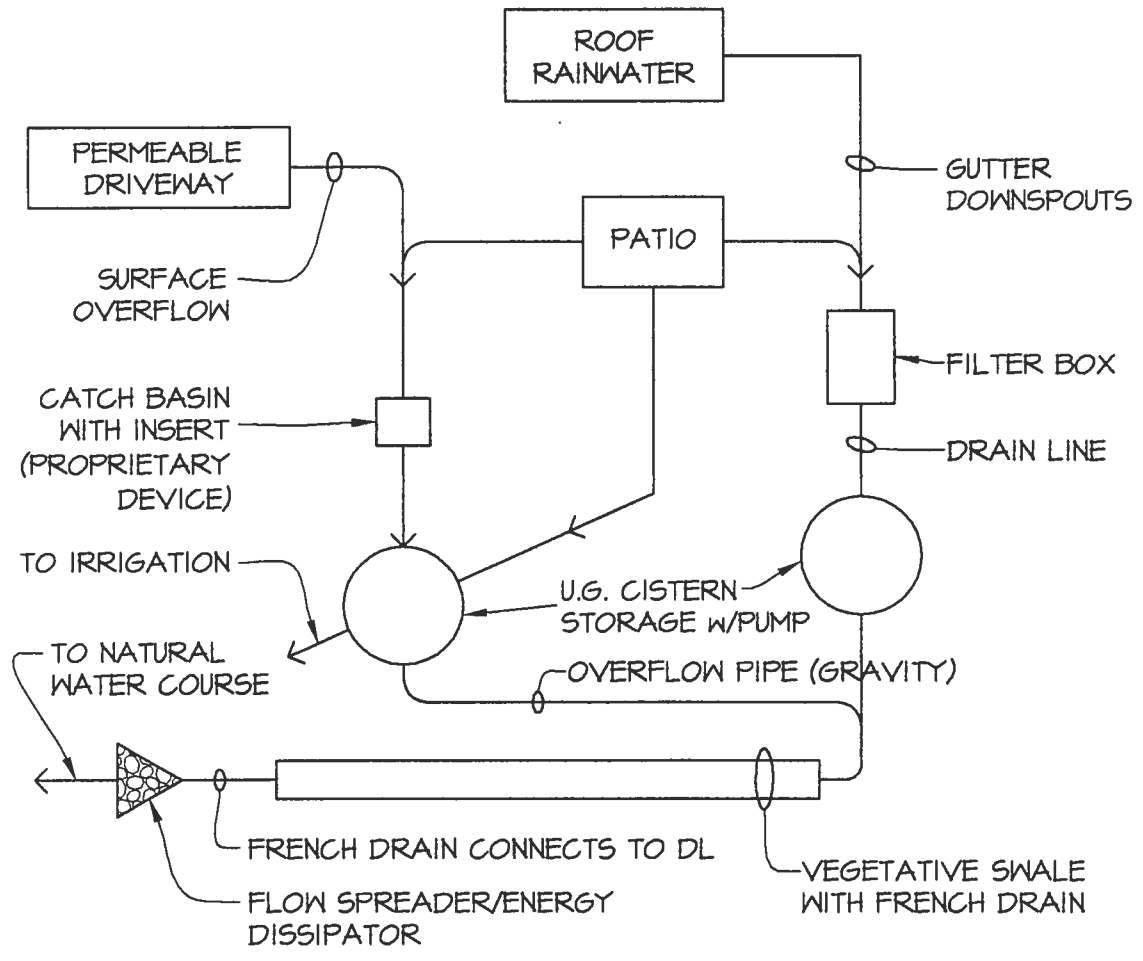 ROOF
RAINWATER
PERMEABLE
DRIVEWAY
GUTTER
DOWNSPOUTS
PATIO
SURFACE
OVERFLOW
FILTER BOX
CATCH BASIN
WITH INSERT
(PROPRIETARY
DEVICE)
DRAIN LINE
TO IRRIGATION
U.G. CISTERN
STORAGE W/PUMP
TO NATURAL
WATER COURSE
OVERFLOW PIPE (GRAVITY)
FRENCH DRAIN CONNECTS TO DL
VEGETATIVE SWALE
WITH FRENCH DRAIN
FLOW SPREADER/ENERGY
DISSIPATOR